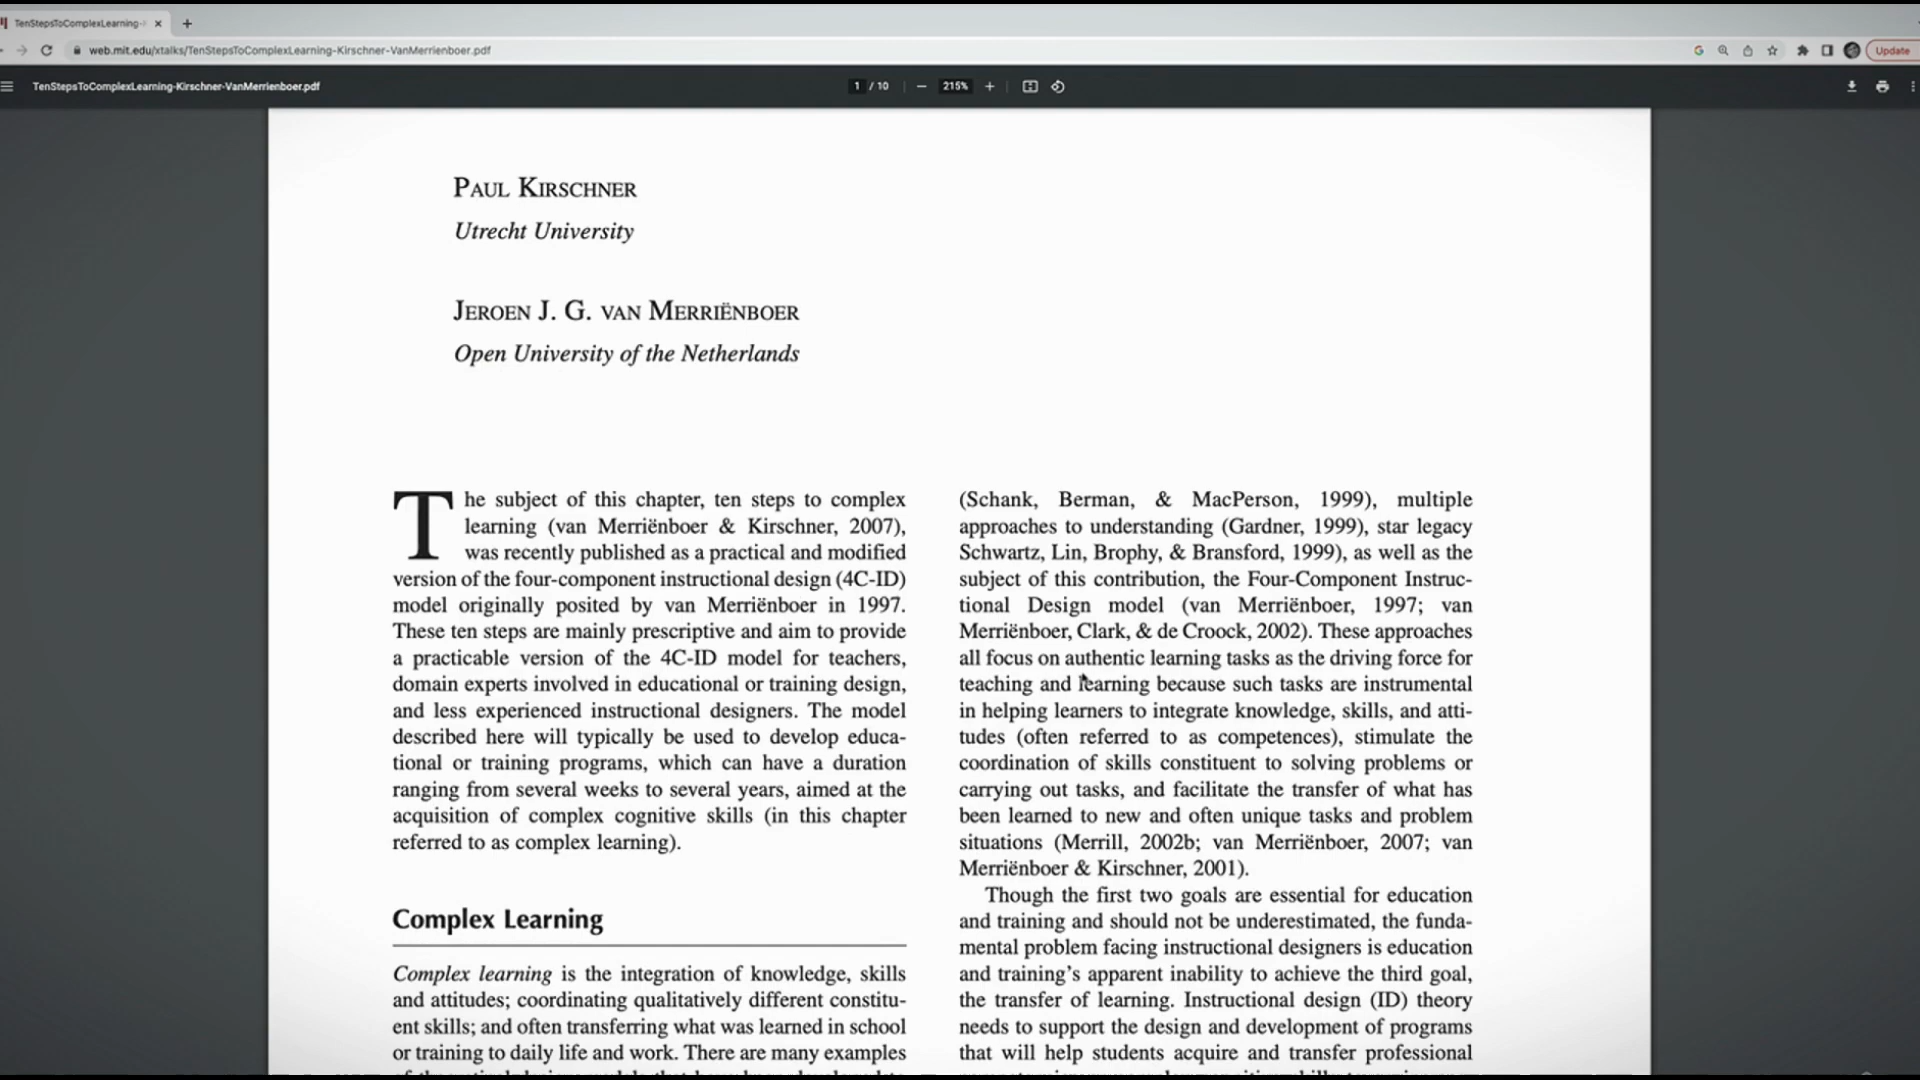 TenStepsToComplexLearning-K
web.mit.edu/xtalks/TenStepsToComplexLearning-Kirschner-VanMerrienboer.pdf
Update
TenStepsToComplexLearning-Kirschner-VanMerrienboer.pdf
1 / 10
215%
PAUL KIRSCHNER
Utrecht University
JEROEN J. G. VAN MERRIËNBOER
Open University of the Netherlands
The subject of this chapter, ten steps to complex
learning (van Merriënboer & Kirschner, 2007),
was recently published as a practical and modified
version of the four-component instructional design (4C-ID)
model originally posited by van Merriënboer in 1997.
These ten steps are mainly prescriptive and aim to provide
a practicable version of the 4C-ID model for teachers,
domain experts involved in educational or training design,
and less experienced instructional designers. The model
described here will typically be used to develop educa-
tional or training programs, which can have a duration
ranging from several weeks to several years, aimed at the
acquisition of complex cognitive skills (in this chapter
referred to as complex learning).
Complex Learning
Complex learning is the integration of knowledge, skills
and attitudes; coordinating qualitatively different constitu-
ent skills; and often transferring what was learned in school
or training to daily life and work. There are many examples
(Schank, Berman, & MacPerson, 1999), multiple
approaches to understanding (Gardner, 1999), star legacy
Schwartz, Lin, Brophy, & Bransford, 1999), as well as the
subject of this contribution, the Four-Component Instruc-
tional Design model (van Merriënboer, 1997; van
Merriënboer, Clark, & de Croock, 2002). These approaches
all focus on authentic learning tasks as the driving force for
teaching and learning because such tasks are instrumental
in helping learners to integrate knowledge, skills, and atti-
tudes (often referred to as competences), stimulate the
coordination of skills constituent to solving problems or
carrying out tasks, and facilitate the transfer of what has
been learned to new and often unique tasks and problem
situations (Merrill, 2002b; van Merriënboer, 2007; van
Merriënboer & Kirschner, 2001).
Though the first two goals are essential for education
and training and should not be underestimated, the funda-
mental problem facing instructional designers is education
and training's apparent inability to achieve the third goal,
the transfer of learning. Instructional design (ID) theory
needs to support the design and development of programs
that will help students acquire and transfer professional